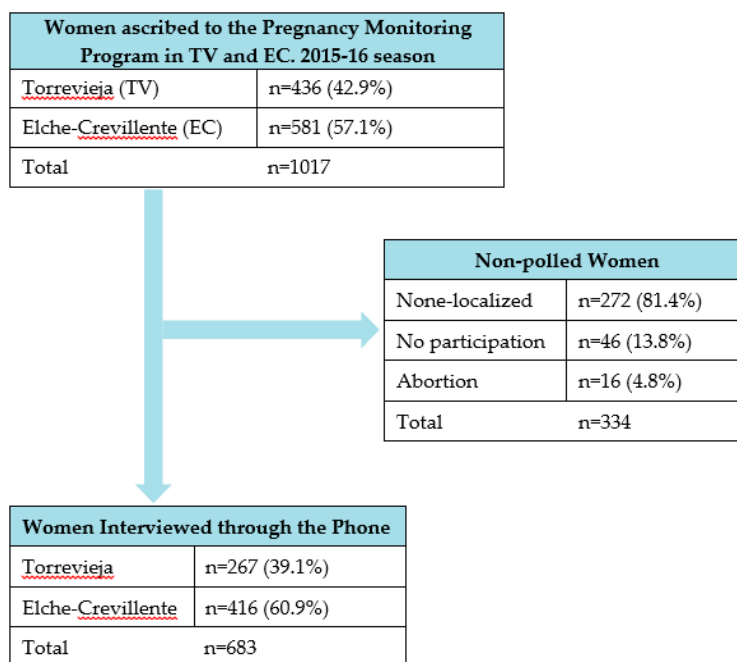 Women ascribed to the Pregnancy Monitoring
Program in TV and EC. 2015-16 season
Torrevieja (TV) n=436 (42.9%)
Elche-Crevillente (EC) n=581 (57.1%)
Total n=1017
Non-polled Women
None-localized n=272 (81.4%)
No participation n=46 (13.8%)
Abortion n=16 (4.8%)
Total n=334
Women Interviewed through the Phone
Torrevieja n=267 (39.1%)
Elche-Crevillente n=416 (60.9%)
Total n=683